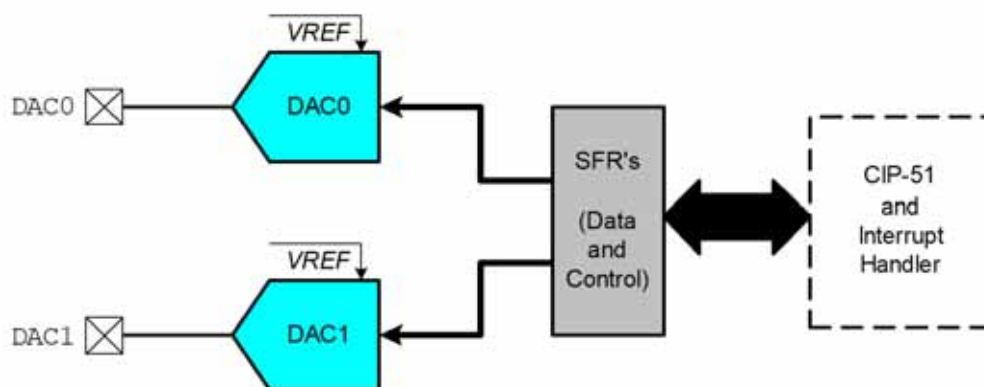 VREF
DAC0
DAC0
SFR's
(Data
and
Control)
CIP-51
and
Interrupt
Handler
VREF
DAC1
DAC1